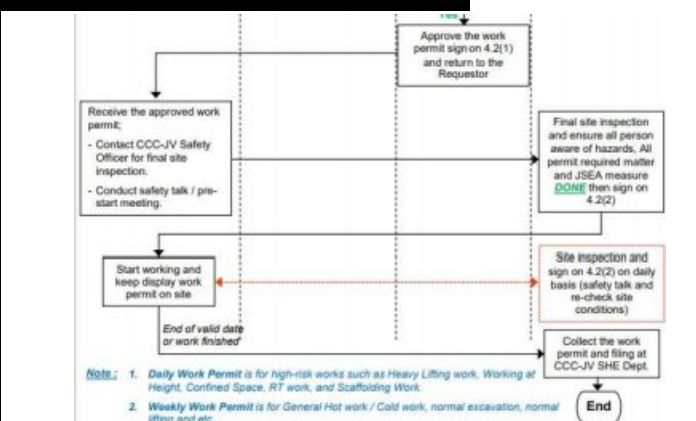 Yes
Approve the work
permit sign on 4.2(1)
and return to the
Requestor
Receive the approved work
permit;
- Contact CCC-JV Safety
Officer for final site
inspection.
- Conduct safety talk / pre-
start meeting.
Final site inspection
and ensure all person
aware of hazards, All
permit required matter
and JSEA measure
DONE then sign on
4.2(2)
Start working and
keep display work
permit on site
Site inspection and
sign on 4.2(2) on daily
basis (safety talk and
re-check site
conditions)
End of valid date
or work finished
Collect the work
permit and filing at
CCC-JV SHE Dept.
End
Note : 1. Daily Work Permit is for high-risk works such as Heavy Lifting work, Working at
Height, Confined Space, RT work, and Scaffolding Work.
2. Weekly Work Permit is for General Hot work / Cold work, normal excavation, normal
lifting and etc